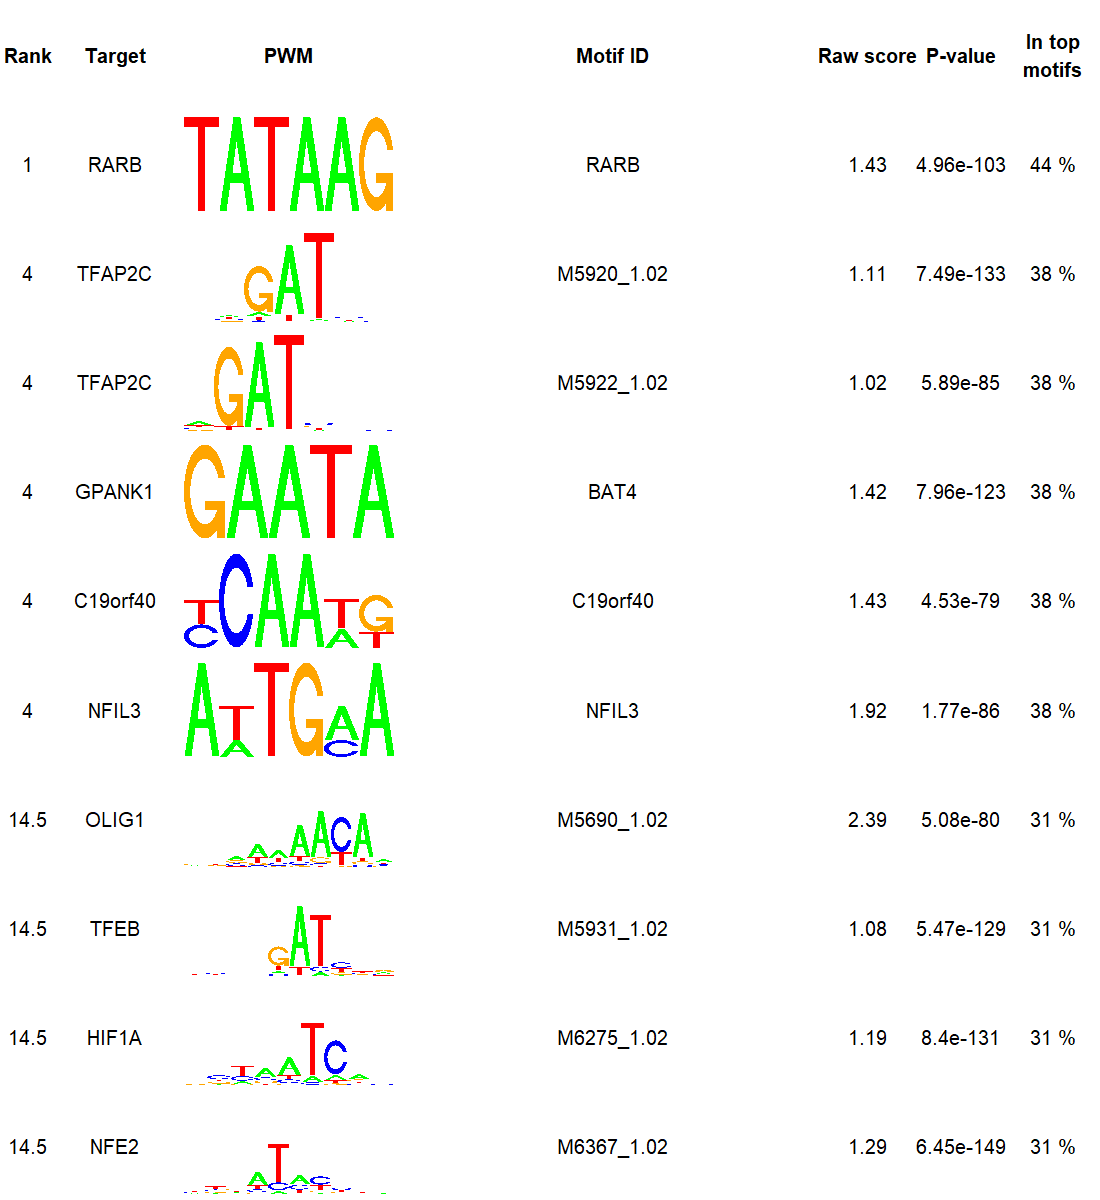 Rank Target PWM Motif ID Raw score P-value In top motifs
1 RARB TATAAG RARB 1.43 4.96e-103 44 %
4 TFAP2C GAT M5920_1.02 1.11 7.49e-133 38 %
4 TFAP2C GAT M5922_1.02 1.02 5.89e-85 38 %
4 GPANK1 GAATA BAT4 1.42 7.96e-123 38 %
4 C19orf40 TCAATG C19orf40 1.43 4.53e-79 38 %
4 NFIL3 ATTGAA NFIL3 1.92 1.77e-86 38 %
14.5 OLIG1 AAAACA M5690_1.02 2.39 5.08e-80 31 %
14.5 TFEB GAT M5931_1.02 1.08 5.47e-129 31 %
14.5 HIF1A TAATC M6275_1.02 1.19 8.4e-131 31 %
14.5 NFE2 ATAC M6367_1.02 1.29 6.45e-149 31 %